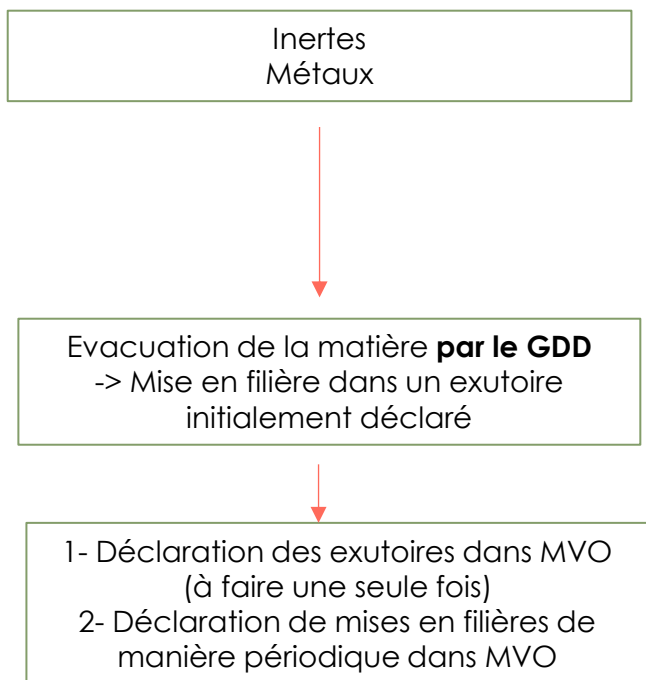 Inertes
Métaux
Evacuation de la matière par le GDD
-> Mise en filière dans un exutoire
initialement déclaré
1- Déclaration des exutoires dans MVO
(à faire une seule fois)
2- Déclaration de mises en filières de
manière périodique dans MVO